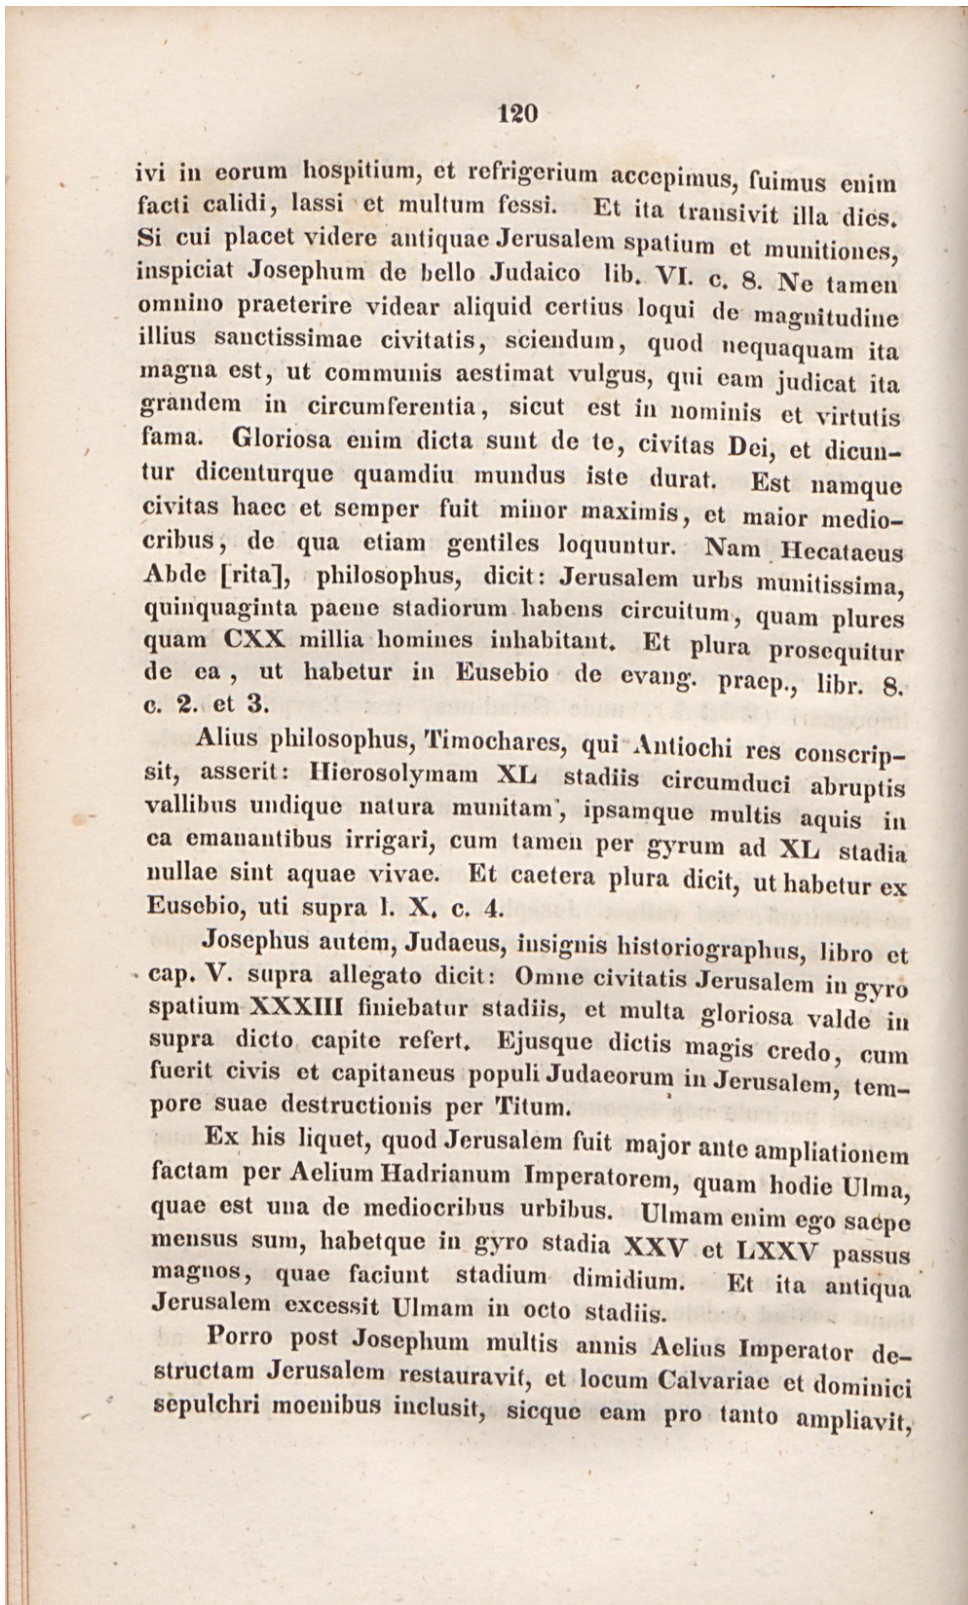 120
ivi in eorum hospitium, et refrigerium accepimus, fuimus enim
facti calidi, lassi et multum fessi. Et ita transivit illa dies.
Si cui placet videre antiquae Jerusalem spatium et munitiones,
inspiciat Josephum de bello Judaico lib. VI. c. 8. Ne tamen
omnino praeterire videar aliquid certius loqui de magnitudine
illius sanctissimae civitatis, sciendum, quod nequaquam ita
magna est, ut communis aestimat vulgus, qui eam judicat ita
grandem in circumferentia, sicut est in nominis et virtutis
fama. Gloriosa enim dicta sunt de te, civitas Dei, et dicun-
tur dicenturque quamdiu mundus iste durat. Est namque
civitas haec et semper fuit minor maximis, et maior medio-
cribus, de qua etiam gentiles loquuntur. Nam Hecataeus
Abde [rita], philosophus, dicit: Jerusalem urbs munitissima,
quinquaginta paene stadiorum habens circuitum, quam plures
quam CXX millia homines inhabitant. Et plura prosequitur
de ea, ut habetur in Eusebio de evang. praep., libr. 8.
c. 2. et 3.
Alius philosophus, Timochares, qui Antiochi res conscrip-
sit, asserit: Hierosolymam XL stadiis circumduci abruptis
vallibus undique natura munitam, ipsamque multis aquis in
ea emanantibus irrigari, cum tamen per gyrum ad XL stadia
nullae sint aquae vivae. Et caetera plura dicit, ut habetur ex
Eusebio, uti supra l. X. c. 4.
Josephus autem, Judaeus, insignis historiographus, libro et
cap. V. supra allegato dicit: Omne civitatis Jerusalem in gyro
spatium XXXIII finiebatur stadiis, et multa gloriosa valde in
supra dicto capite refert. Ejusque dictis magis credo, cum
fuerit civis et capitaneus populi Judaeorum in Jerusalem, tem-
pore suae destructionis per Titum.
Ex his liquet, quod Jerusalem fuit major ante ampliationem
factam per Aelium Hadrianum Imperatorem, quam hodie Ulma,
quae est una de mediocribus urbibus. Ulmam enim ego saepe
mensus sum, habetque in gyro stadia XXV et LXXV passus
magnos, quae faciunt stadium dimidium. Et ita antiqua
Jerusalem excessit Ulmam in octo stadiis.
Porro post Josephum multis annis Aelius Imperator de-
structam Jerusalem restauravit, et locum Calvariae et dominici
sepulchri moenibus inclusit, sicque eam pro tanto ampliavit,